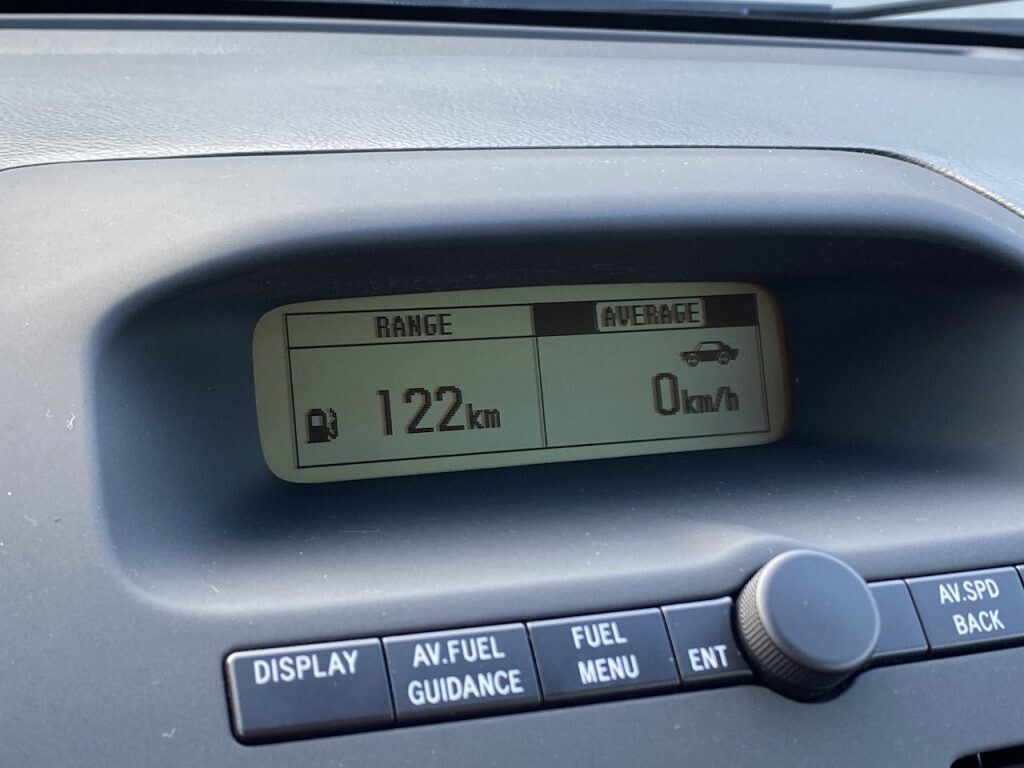 RANGE
AVERAGE
122km
0km/h
DISPLAY
AV.FUEL
GUIDANCE
FUEL
MENU
ENT
AV.SPD
BACK